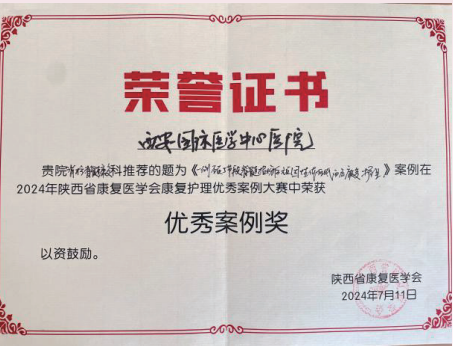 荣誉证书
西安国际医学中心医院
贵院科推荐的题为《一例》案例在
2024年陕西省康复医学会康复护理优秀案例大赛中荣获
优秀案例奖
以资鼓励。
陕西省康复医学会
2024年7月11日